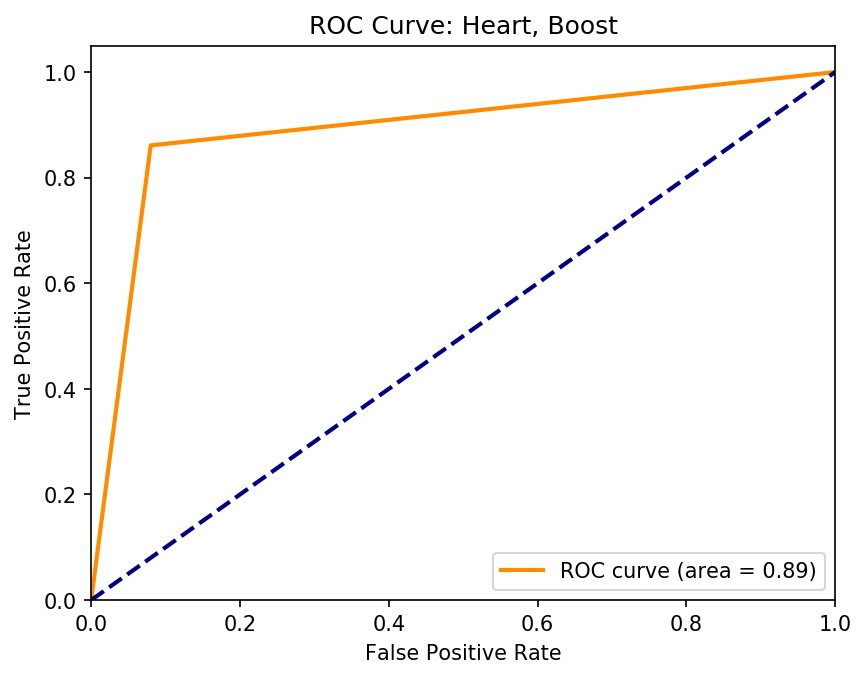 ROC Curve: Heart, Boost
1.0
0.8
0.6
0.4
0.2
0.0
True Positive Rate
ROC curve (area = 0.89)
0.0 0.2 0.4 0.6 0.8 1.0
False Positive Rate